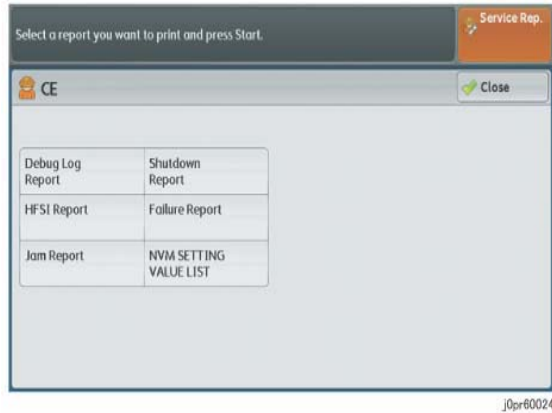 Select a report you want to print and press Start.
Service Rep.
CE
Close
Debug Log
Report
Shutdown
Report
HFSI Report
Failure Report
Jam Report
NVM SETTING
VALUE LIST
j0pr60024